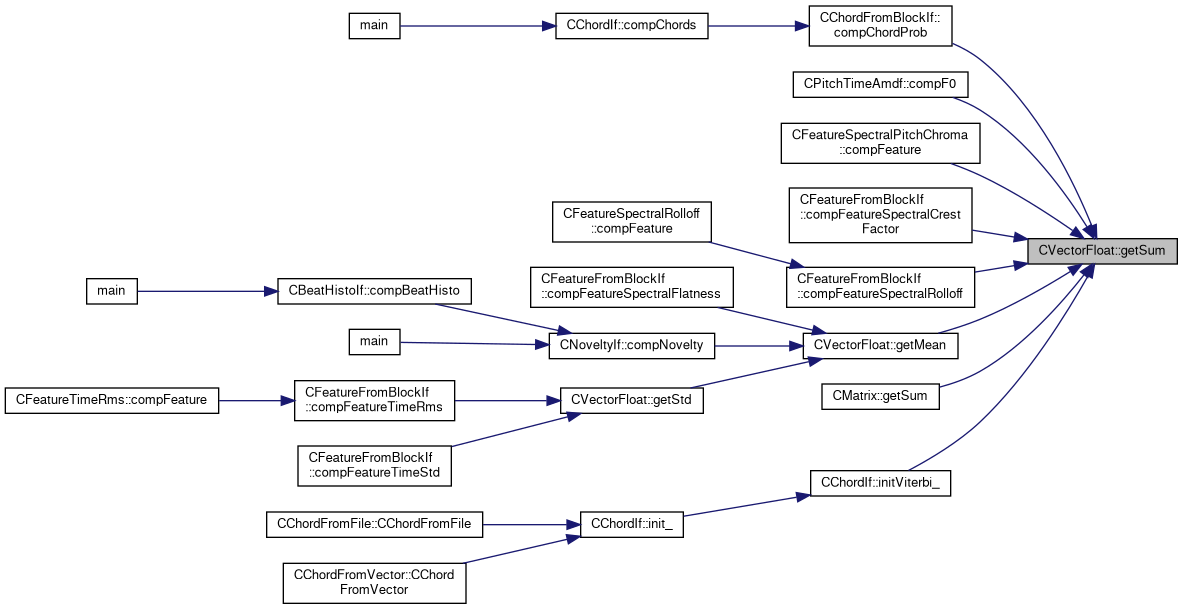 main
CChordIf::compChords
CChordFromBlockIf::
compChordProb
CPitchTimeAmdf::compF0
CFeatureSpectralPitchChroma
::compFeature
CFeatureFromBlockIf
::compFeatureSpectralCrest
Factor
CVectorFloat::getSum
CFeatureSpectralRolloff
::compFeature
CFeatureFromBlockIf
::compFeatureSpectralRolloff
CFeatureFromBlockIf
::compFeatureSpectralFlatness
main
CBeatHistoIf::compBeatHisto
main
CNoveltyIf::compNovelty
CVectorFloat::getMean
CFeatureTimeRms::compFeature
CFeatureFromBlockIf
::compFeatureTimeRms
CVectorFloat::getStd
CMatrix::getSum
CFeatureFromBlockIf
::compFeatureTimeStd
CChordIf::initViterbi_
CChordFromFile::CChordFromFile
CChordIf::init_
CChordFromVector::CChord
FromVector